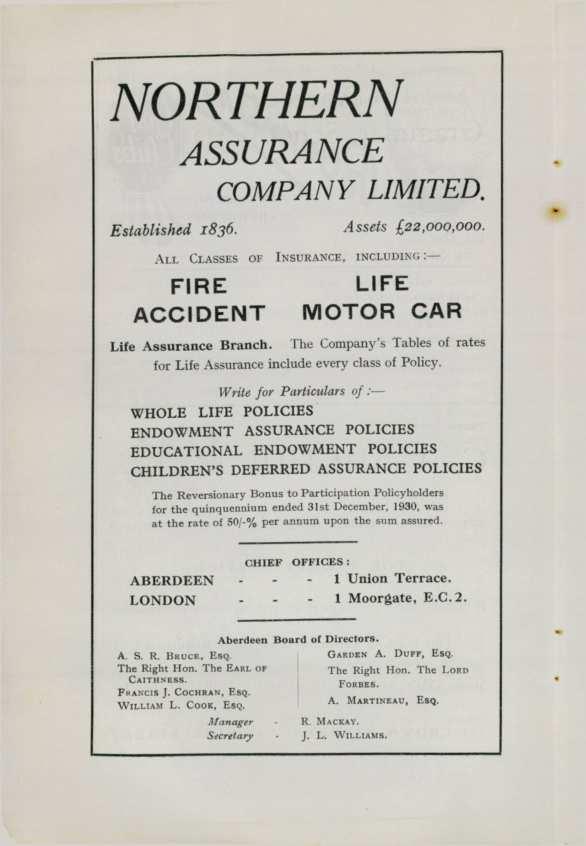 NORTHERN
ASSURANCE
COMPANY LIMITED.
Established 1836. Assets £22,000,000.
ALL CLASSES OF INSURANCE, INCLUDING:—
FIRE LIFE
ACCIDENT MOTOR CAR
Life Assurance Branch. The Company's Tables of rates
for Life Assurance include every class of Policy.
Write for Particulars of :—
WHOLE LIFE POLICIES
ENDOWMENT ASSURANCE POLICIES
EDUCATIONAL ENDOWMENT POLICIES
CHILDREN'S DEFERRED ASSURANCE POLICIES
The Reversionary Bonus to Participation Policyholders
for the quinquennium ended 31st December, 1930, was
at the rate of 50/-% per annum upon the sum assured.
CHIEF OFFICES:
ABERDEEN - - - 1 Union Terrace.
LONDON - - - 1 Moorgate, E.C.2.
Aberdeen Board of Directors.
A. S. R. BRUCE, ESQ.
The Right Hon. The EARL OF
CAITHNESS.
FRANCIS J. COCHRAN, ESQ.
WILLIAM L. COOK, ESQ.
GARDEN A. DUFF, ESQ.
The Right Hon. The LORD
FORBES.
A. MARTINEAU, ESQ.
Manager - R. MACKAY.
Secretary - J. L. WILLIAMS.